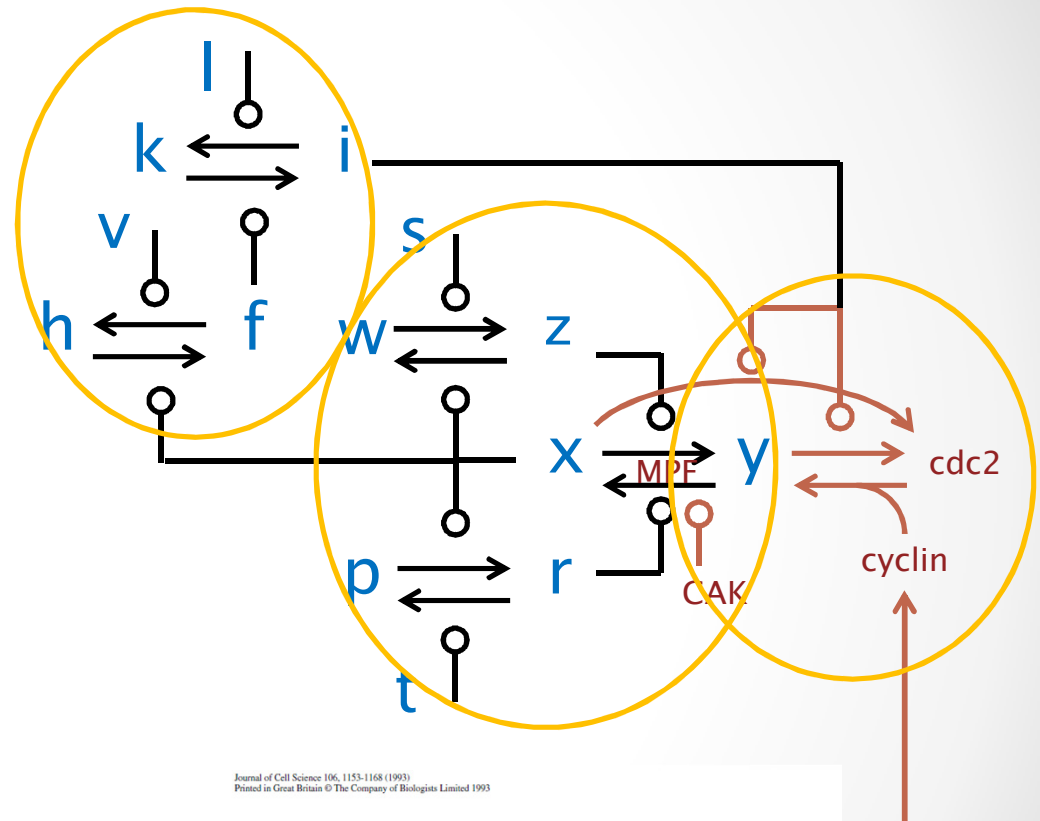 l
k i
v s
h f w z
x MPF y cdc2
cyclin
p r CAK
t
Journal of Cell Science 106, 1153-1168 (1993)
Printed in Great Britain © The Company of Biologists Limited 1993